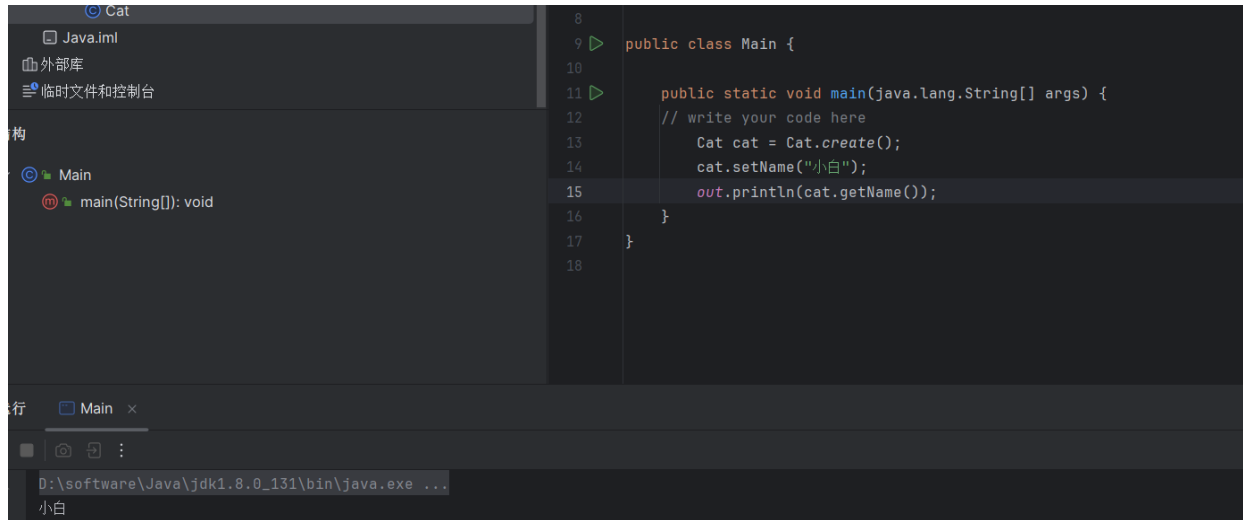 Cat
Java.iml
外部库
临时文件和控制台
构
Main
main(String[]): void
8
9 public class Main {
10
11 public static void main(java.lang.String[] args) {
12 // write your code here
13 Cat cat = Cat.create();
14 cat.setName("小白");
15 out.println(cat.getName());
16 }
17 }
18
行 Main ×
D:\software\Java\jdk1.8.0_131\bin\java.exe ...
小白